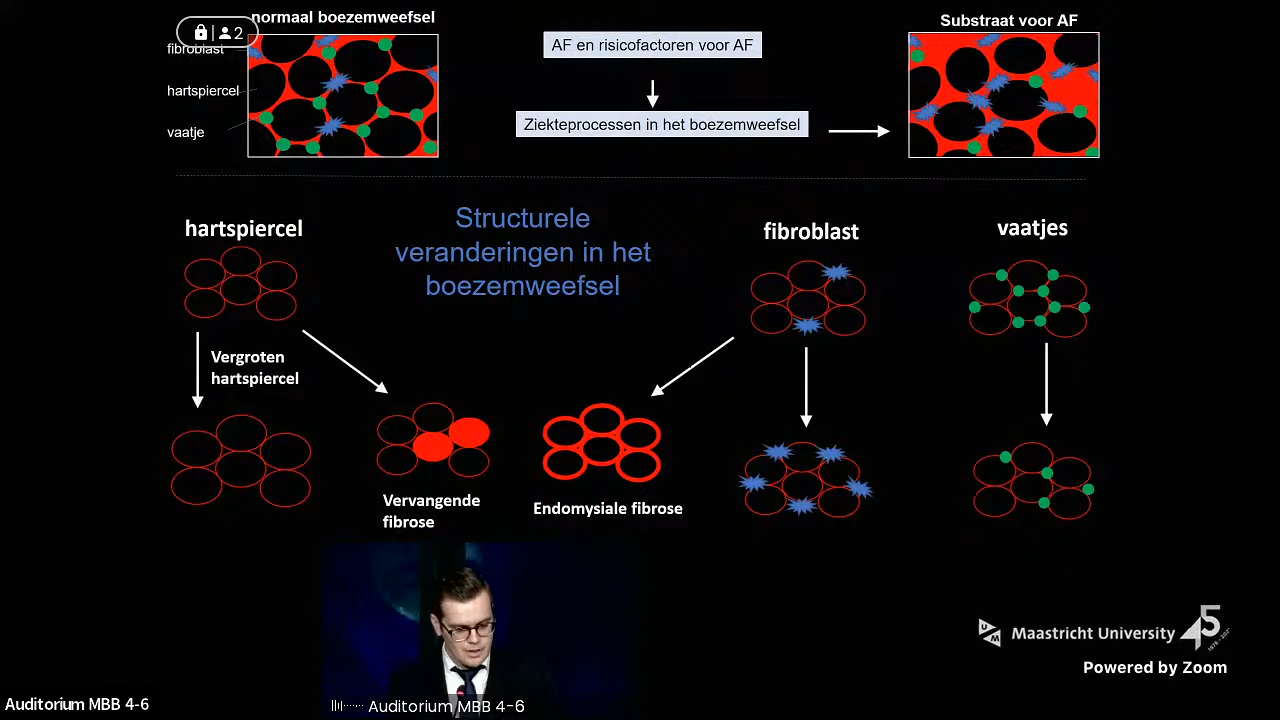 normaal boezemweefsel
2
fibroblast
hartspiercel
vaatje
AF en risicofactoren voor AF
Ziekteprocessen in het boezemweefsel
Substraat voor AF
Structurele
veranderingen in het
boezemweefsel
hartspiercel
fibroblast
vaatjes
Vergroten
hartspiercel
Vervangende
fibrose
Endomysiale fibrose
UM
Maastricht University
45
Powered by Zoom
Auditorium MBB 4-6
Auditorium MBB 4-6